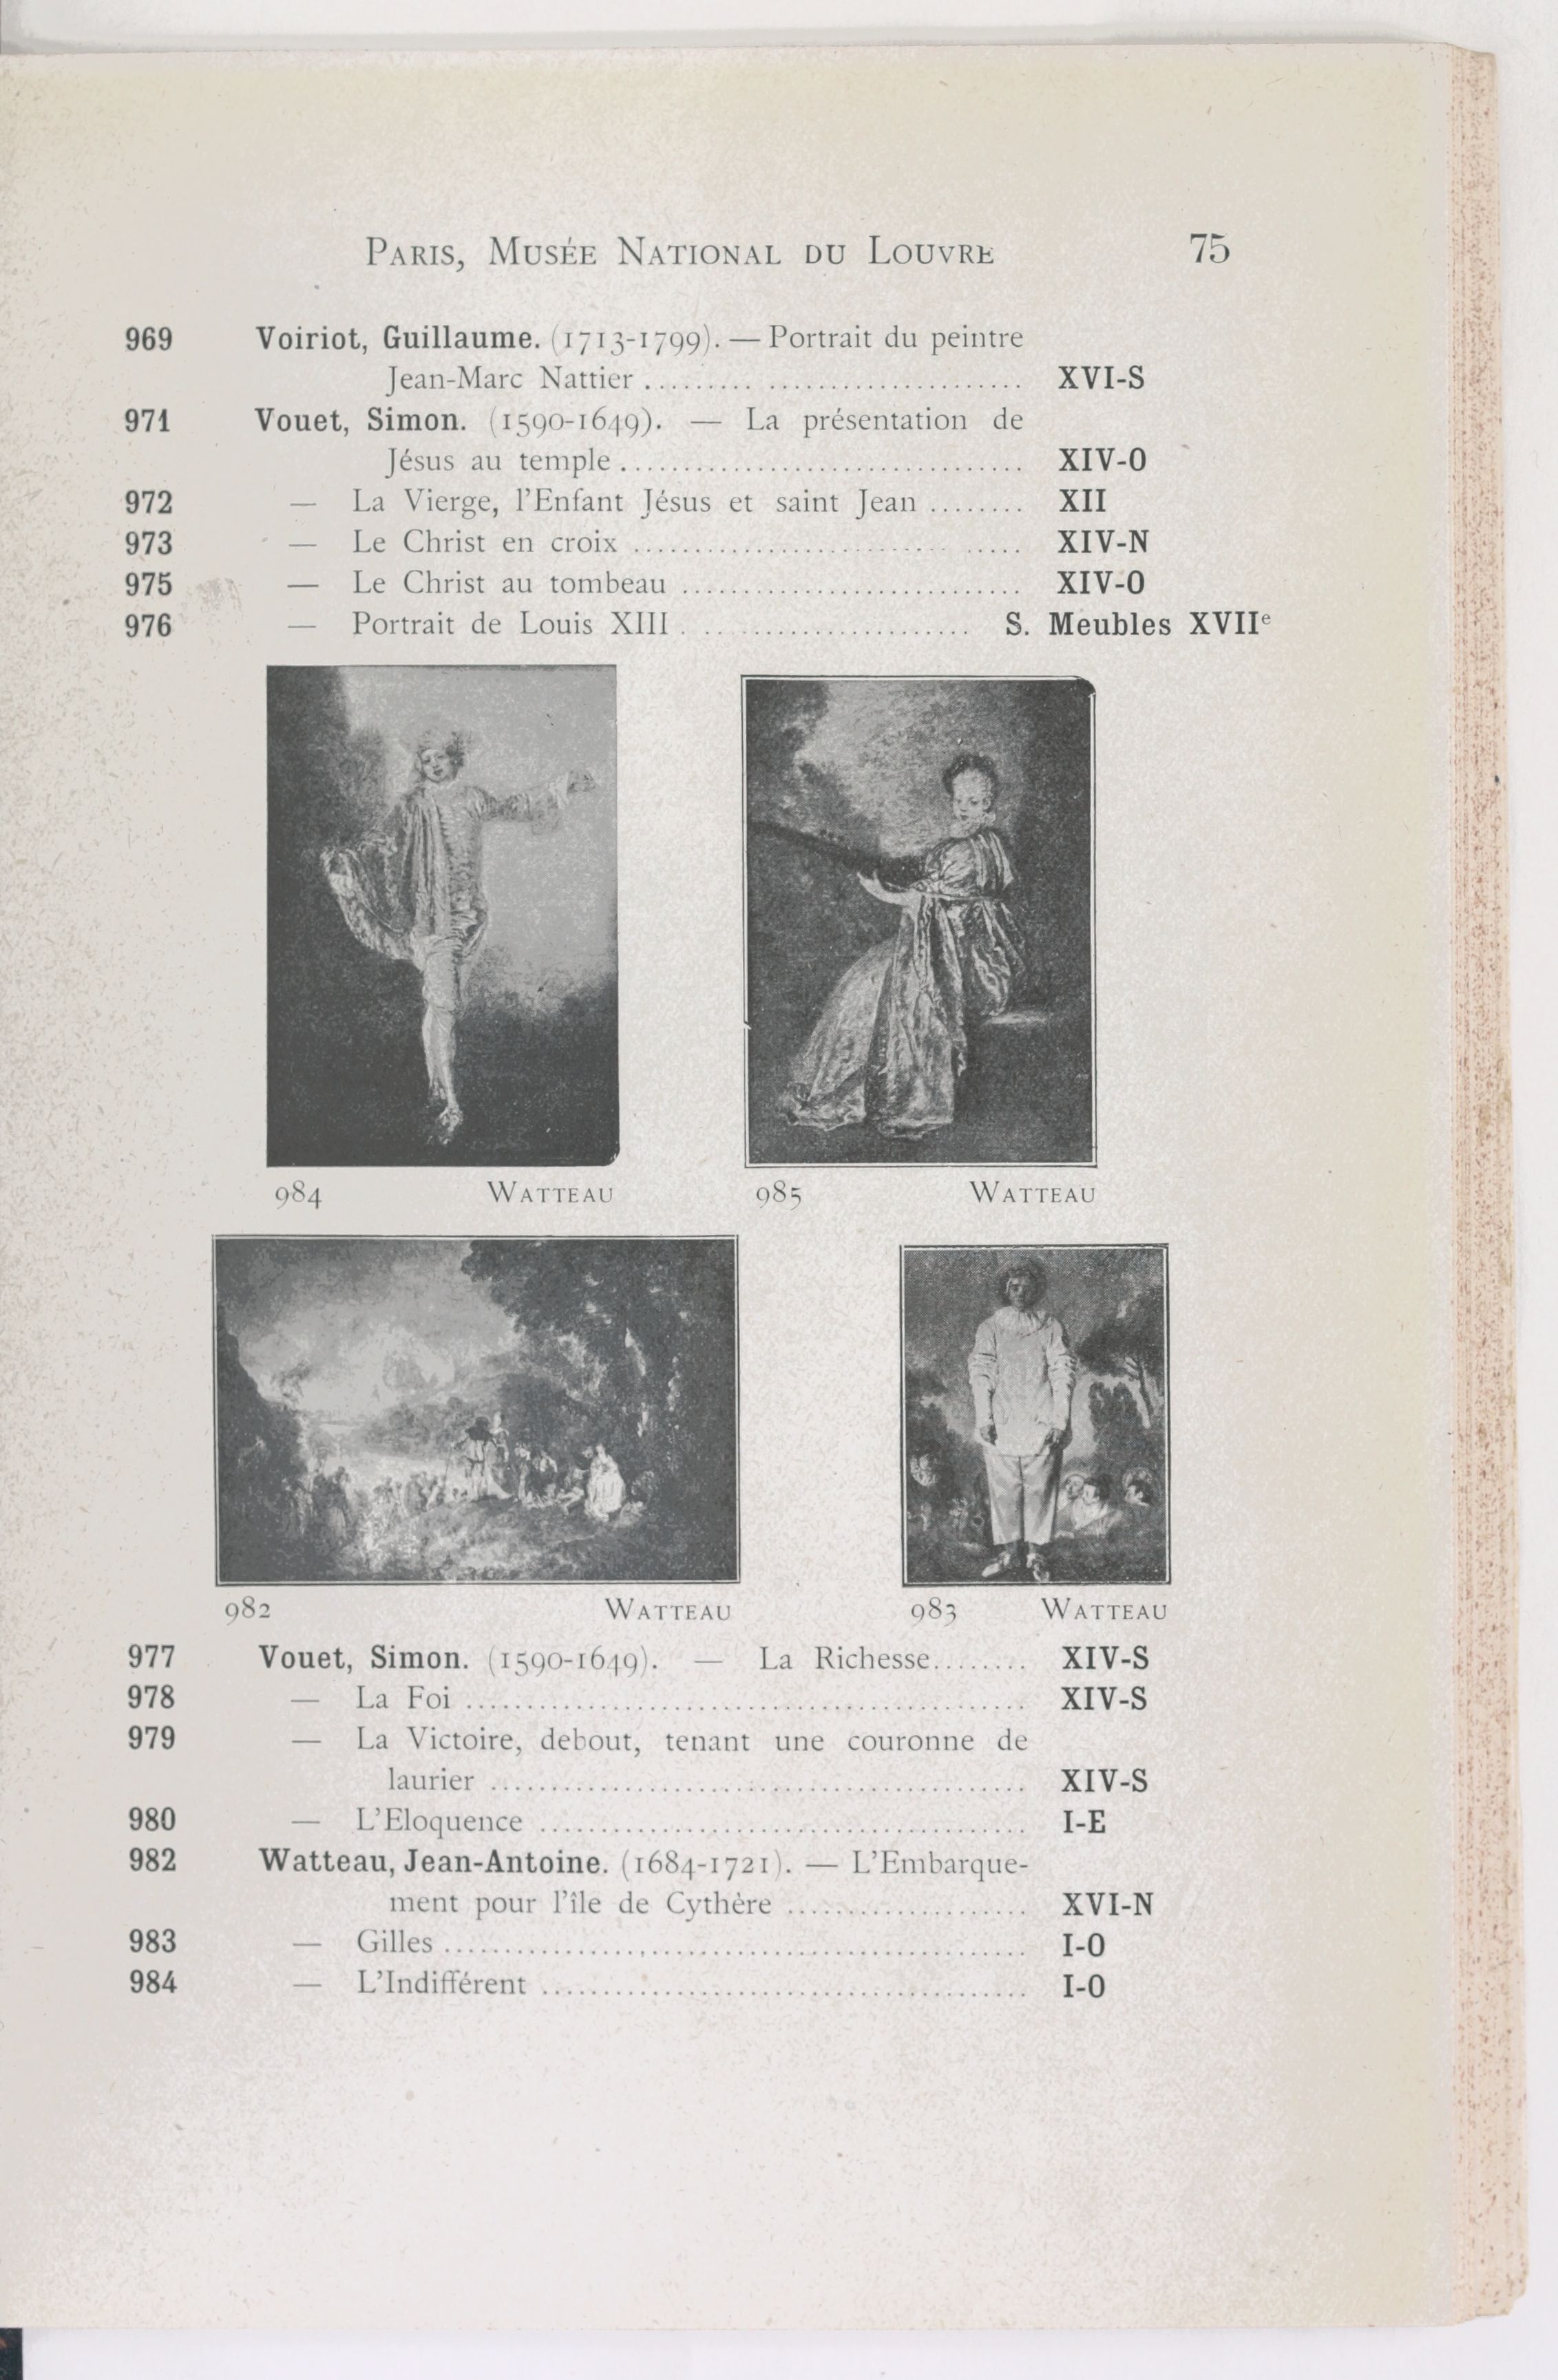 PARIS, MUSÉE NATIONAL DU LOUVRE 75
969 Voiriot, Guillaume. (1713-1799). — Portrait du peintre
Jean-Marc Nattier .......... ..................... XVI-S
971 Vouet, Simon. (1590-1649). — La présentation de
Jésus au temple ................................. XIV-O
972 — La Vierge, l'Enfant Jésus et saint Jean ........ XII
973 — Le Christ en croix .......................... ..... XIV-N
975 — Le Christ au tombeau ............................ XIV-O
976 — Portrait de Louis XIII . ...................... S. Meubles XVIIe
984 WATTEAU
985 WATTEAU
982 WATTEAU
983 WATTEAU
977 Vouet, Simon. (1590-1649). — La Richesse........ XIV-S
978 — La Foi .............................................. XIV-S
979 — La Victoire, debout, tenant une couronne de
laurier ............................................ XIV-S
980 — L'Eloquence ........................................ I-E
982 Watteau, Jean-Antoine. (1684-1721). — L'Embarque-
ment pour l'île de Cythère .................... XVI-N
983 — Gilles ................................................ I-O
984 — L'Indifférent ........................................ I-O